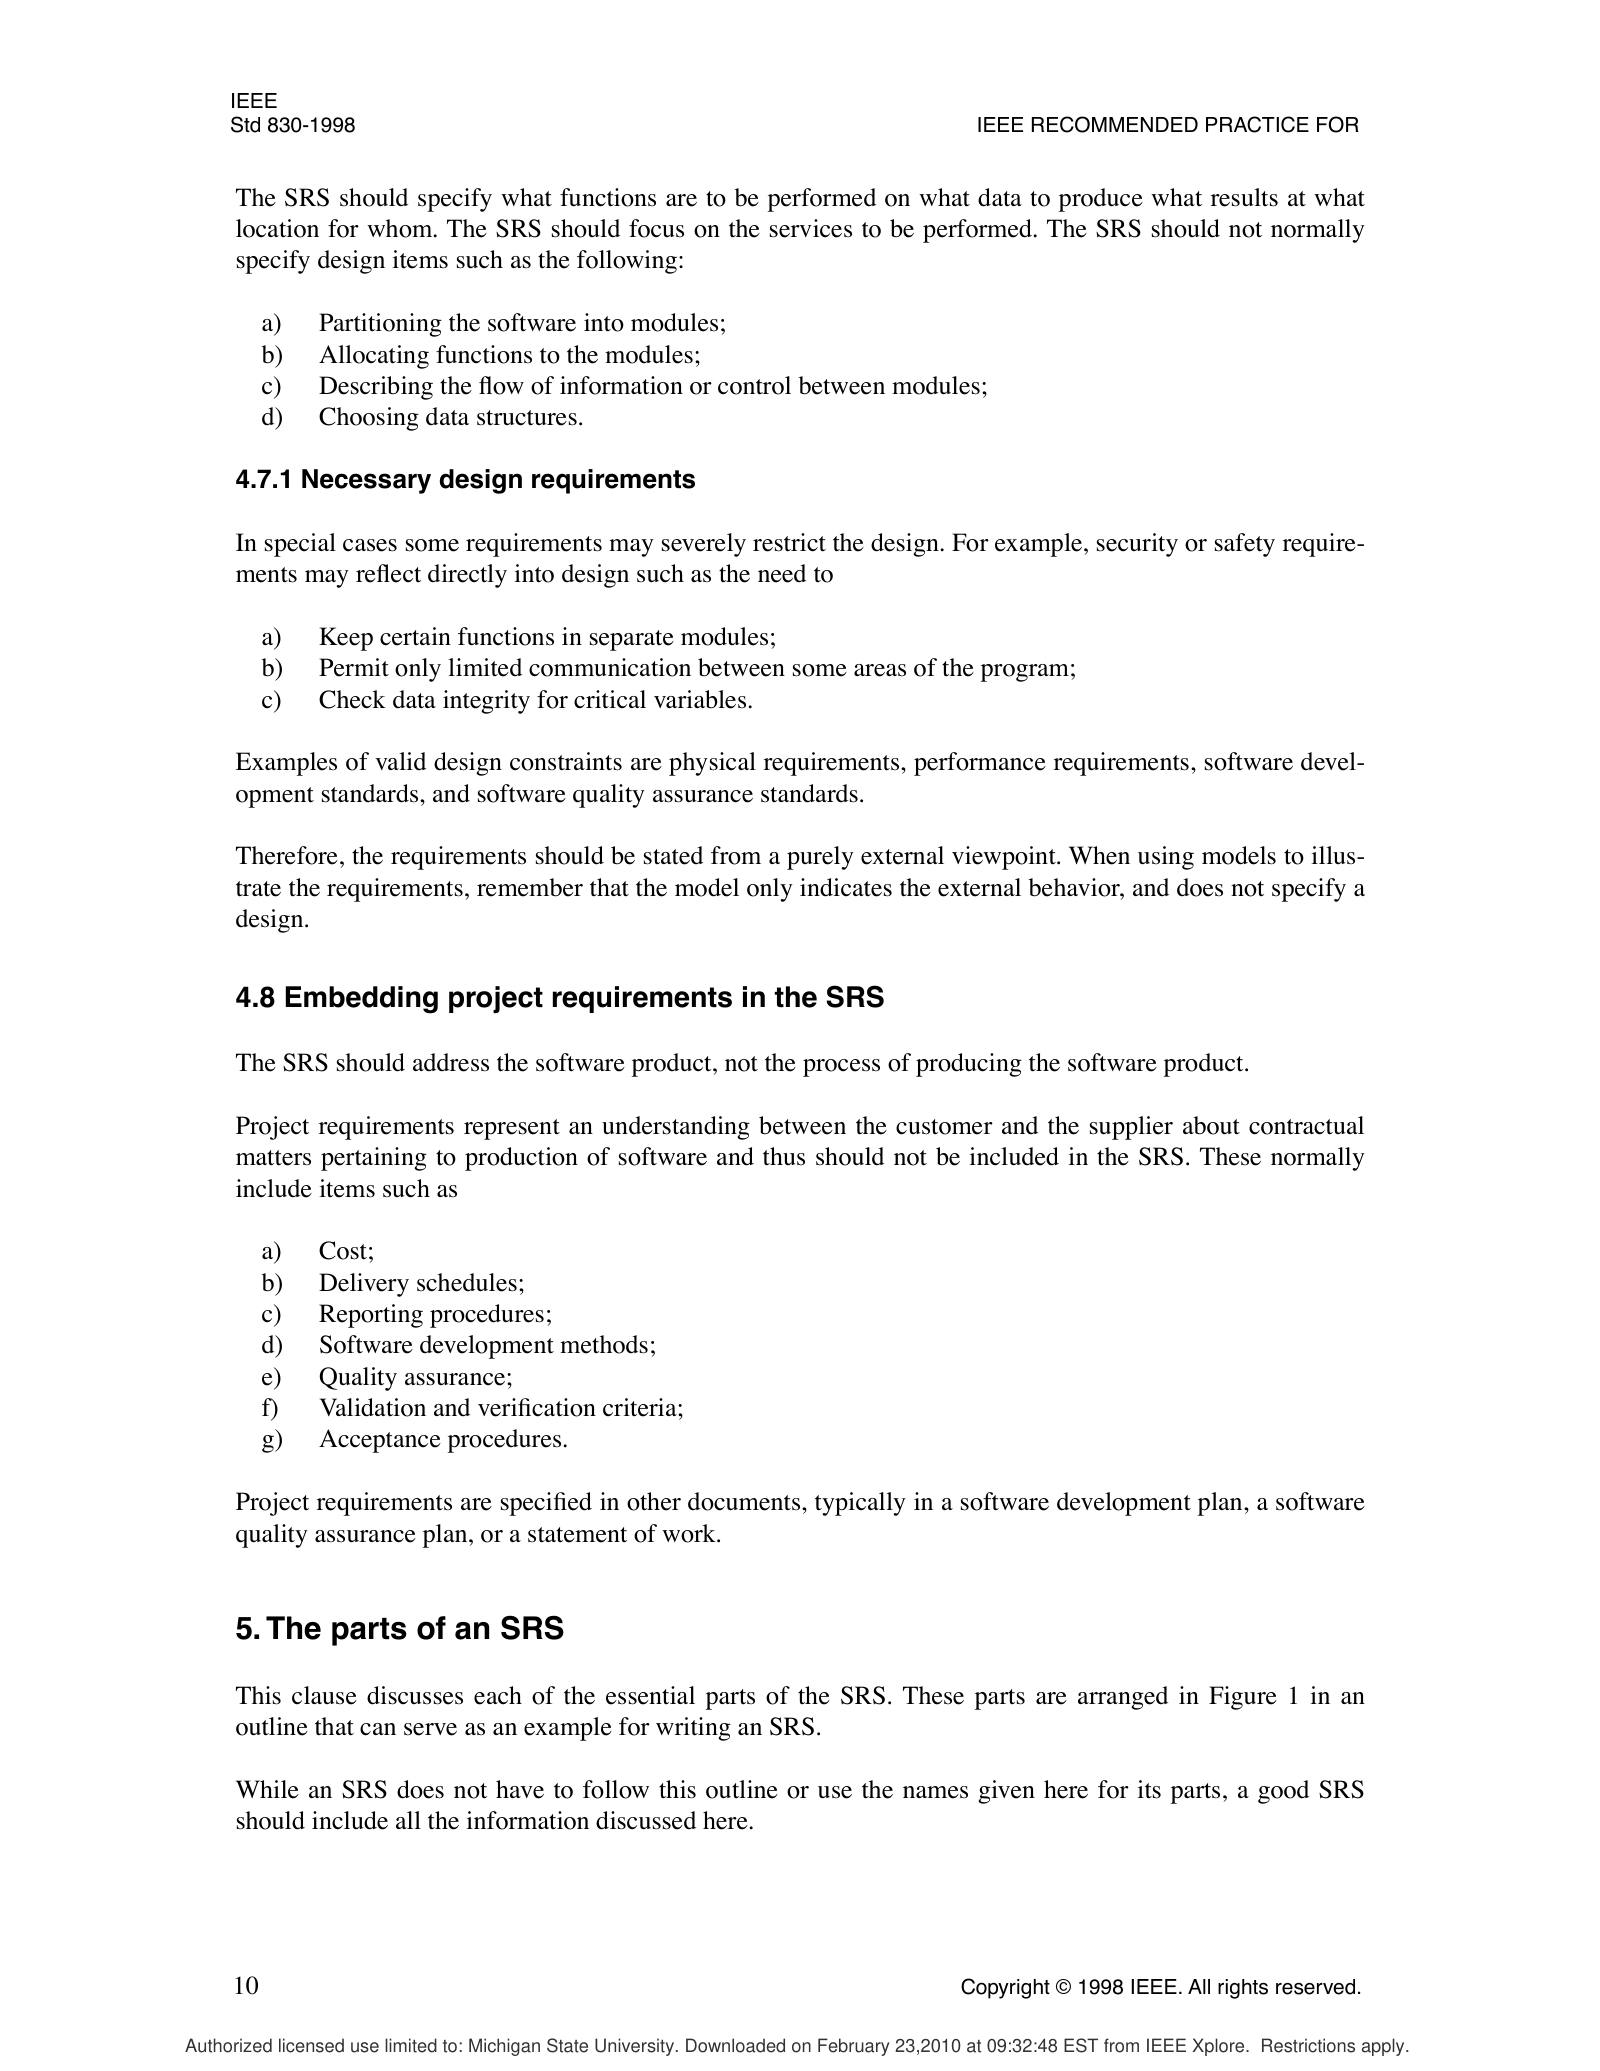 IEEE
Std 830-1998
IEEE RECOMMENDED PRACTICE FOR
The SRS should specify what functions are to be performed on what data to produce what results at what
location for whom. The SRS should focus on the services to be performed. The SRS should not normally
specify design items such as the following:
a) Partitioning the software into modules;
b) Allocating functions to the modules;
c) Describing the flow of information or control between modules;
d) Choosing data structures.
4.7.1 Necessary design requirements
In special cases some requirements may severely restrict the design. For example, security or safety require-
ments may reflect directly into design such as the need to
a) Keep certain functions in separate modules;
b) Permit only limited communication between some areas of the program;
c) Check data integrity for critical variables.
Examples of valid design constraints are physical requirements, performance requirements, software devel-
opment standards, and software quality assurance standards.
Therefore, the requirements should be stated from a purely external viewpoint. When using models to illus-
trate the requirements, remember that the model only indicates the external behavior, and does not specify a
design.
4.8 Embedding project requirements in the SRS
The SRS should address the software product, not the process of producing the software product.
Project requirements represent an understanding between the customer and the supplier about contractual
matters pertaining to production of software and thus should not be included in the SRS. These normally
include items such as
a) Cost;
b) Delivery schedules;
c) Reporting procedures;
d) Software development methods;
e) Quality assurance;
f) Validation and verification criteria;
g) Acceptance procedures.
Project requirements are specified in other documents, typically in a software development plan, a software
quality assurance plan, or a statement of work.
5. The parts of an SRS
This clause discusses each of the essential parts of the SRS. These parts are arranged in Figure 1 in an
outline that can serve as an example for writing an SRS.
While an SRS does not have to follow this outline or use the names given here for its parts, a good SRS
should include all the information discussed here.
10
Copyright © 1998 IEEE. All rights reserved.
Authorized licensed use limited to: Michigan State University. Downloaded on February 23,2010 at 09:32:48 EST from IEEE Xplore. Restrictions apply.